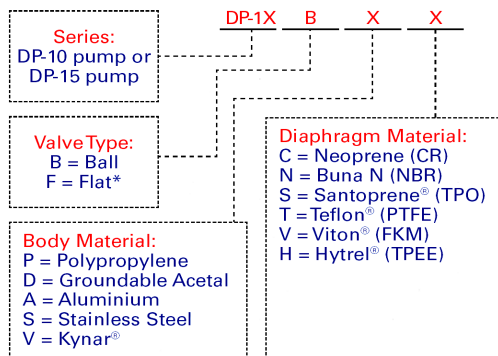 DP-1X B X X
Series:
DP-10 pump or
DP-15 pump
Valve Type:
B = Ball
F = Flat*
Body Material:
P = Polypropylene
D = Groundable Acetal
A = Aluminium
S = Stainless Steel
V = Kynar®
Diaphragm Material:
C = Neoprene (CR)
N = Buna N (NBR)
S = Santoprene® (TPO)
T = Teflon® (PTFE)
V = Viton® (FKM)
H = Hytrel® (TPEE)